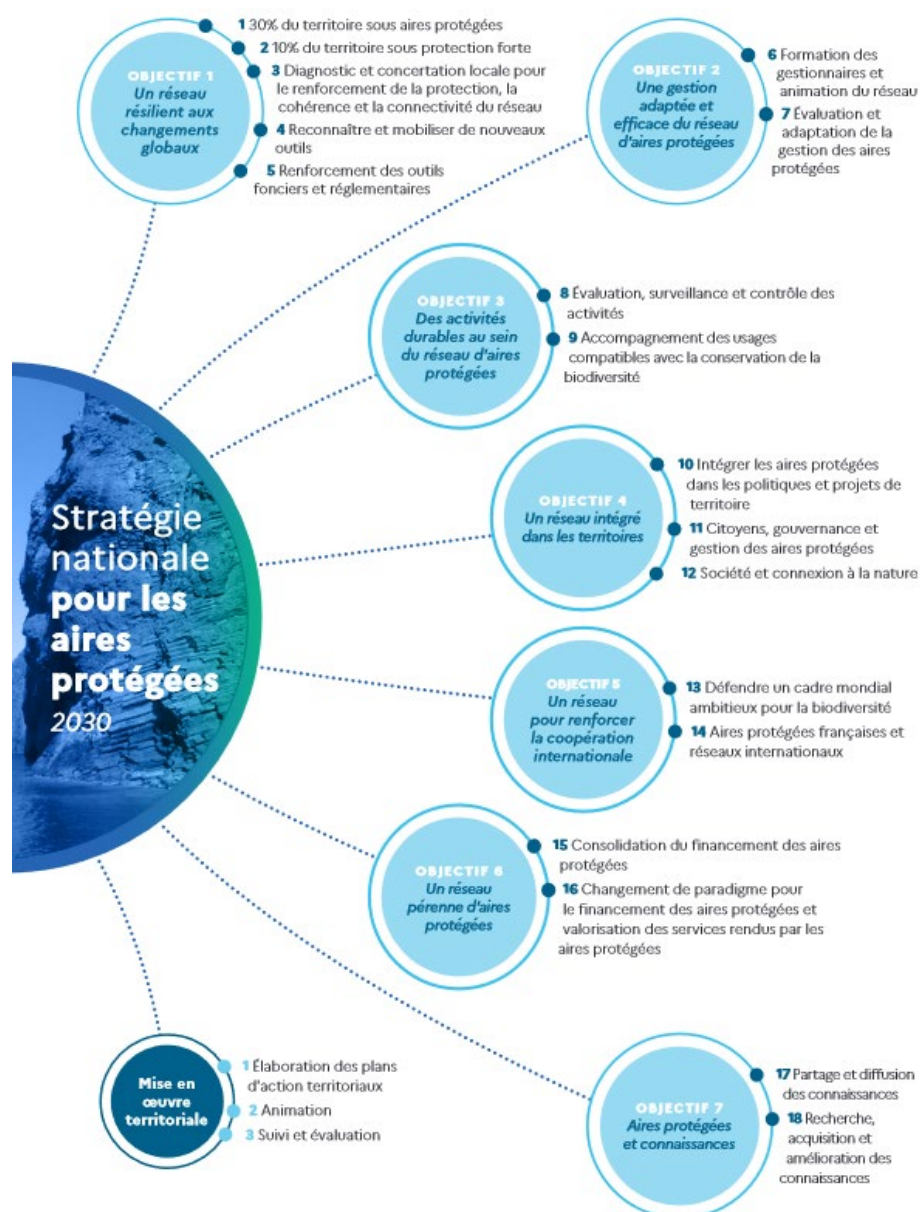 OBJECTIF 1
Un réseau
résilient aux
changements
globaux
1 30% du territoire sous aires protégées
2 10% du territoire sous protection forte
3 Diagnostic et concertation locale pour
le renforcement de la protection, la
cohérence et la connectivité du réseau
4 Reconnaître et mobiliser de nouveaux
outils
5 Renforcement des outils
fonciers et réglementaires
OBJECTIF 2
Une gestion
adaptée et
efficace du réseau
d'aires protégées
6 Formation des
gestionnaires et
animation du réseau
7 Évaluation et
adaptation de la
gestion des aires
protégées
OBJECTIF 3
Des activités
durables au sein
du réseau d'aires
protégées
8 Évaluation, surveillance et contrôle des
activités
9 Accompagnement des usages
compatibles avec la conservation de la
biodiversité
OBJECTIF 4
Un réseau intégré
dans les territoires
10 Intégrer les aires protégées
dans les politiques et projets de
territoire
11 Citoyens, gouvernance et
gestion des aires protégées
12 Société et connexion à la nature
Stratégie
nationale
pour les
aires
protégées
2030
OBJECTIF 5
Un réseau
pour renforcer
la coopération
internationale
13 Défendre un cadre mondial
ambitieux pour la biodiversité
14 Aires protégées françaises et
réseaux internationaux
OBJECTIF 6
Un réseau
pérenne d'aires
protégées
15 Consolidation du financement des aires
protégées
16 Changement de paradigme pour
le financement des aires protégées et
valorisation des services rendus par les
aires protégées
Mise en
œuvre
territoriale
1 Élaboration des plans
d'action territoriaux
2 Animation
3 Suivi et évaluation
OBJECTIF 7
Aires protégées
et connaissances
17 Partage et diffusion
des connaissances
18 Recherche,
acquisition et
amélioration des
connaissances